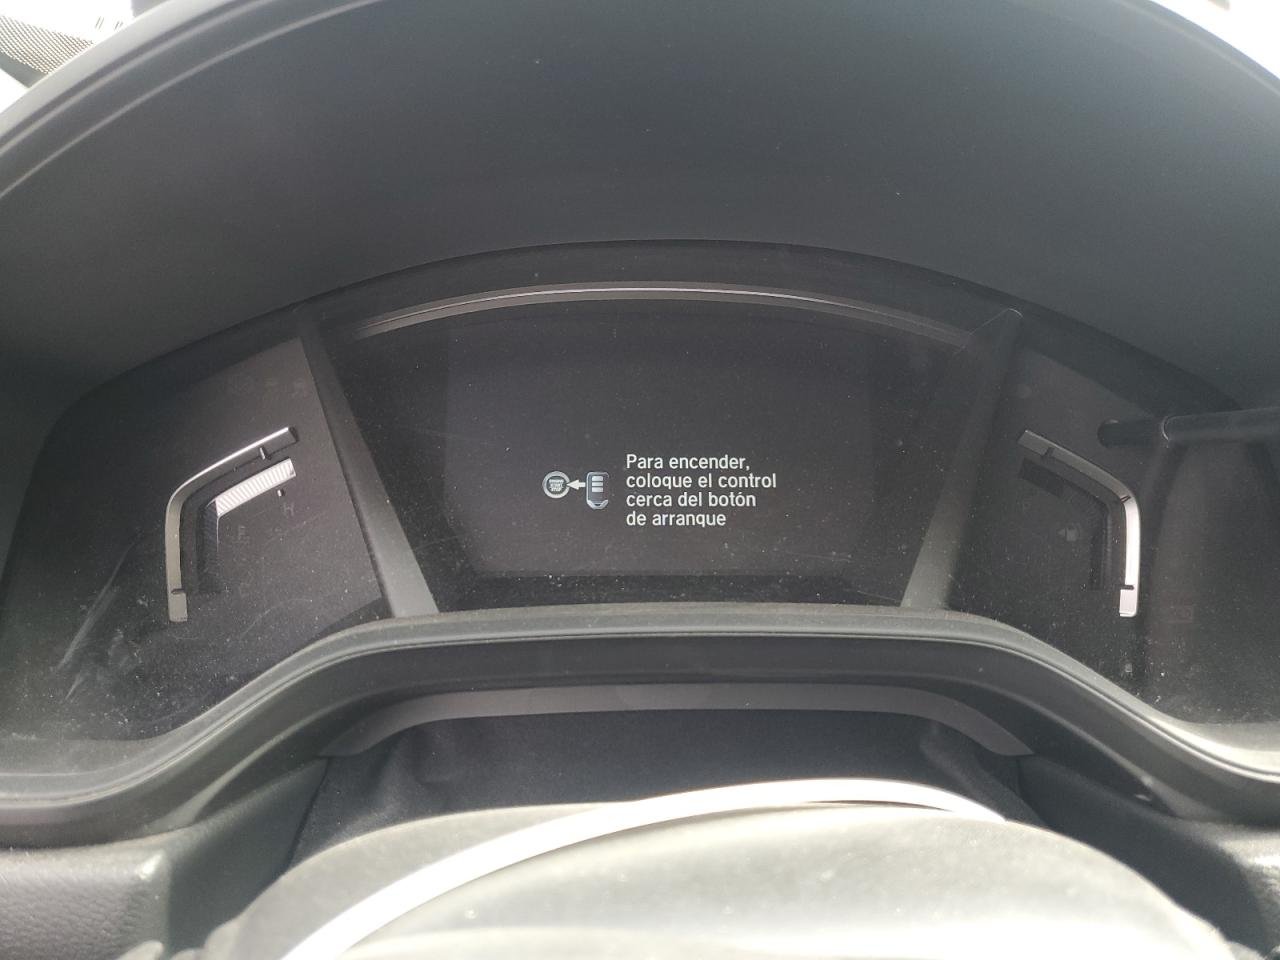 Para encender,
coloque el control
cerca del botón
de arranque
H
E